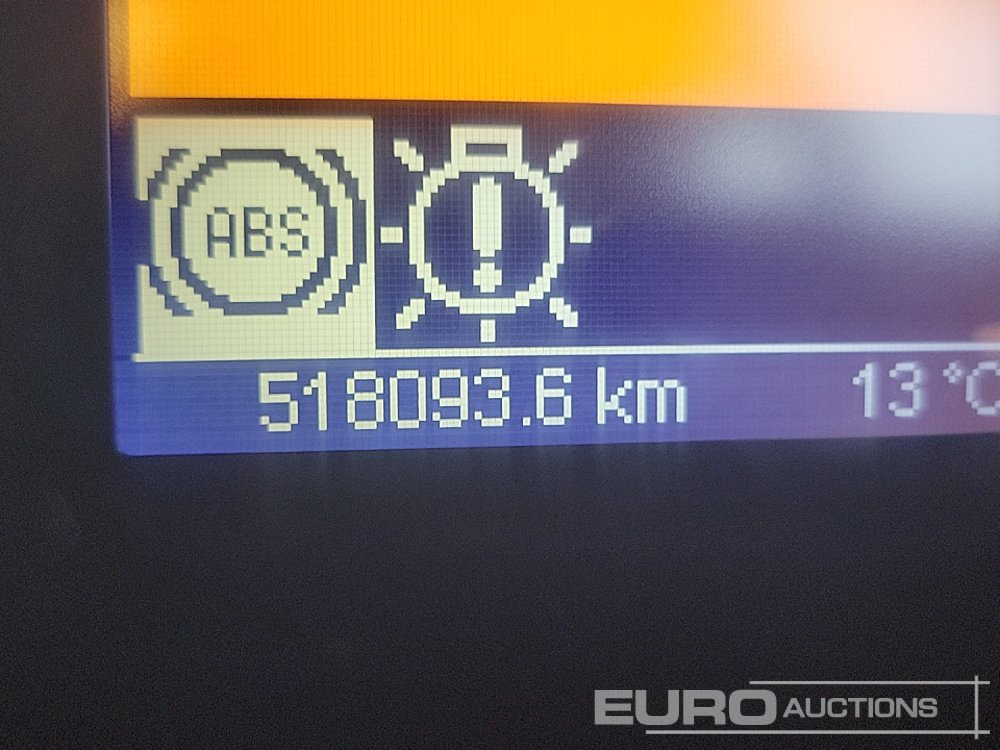 ABS
518093.6 km 13 °C
EURO AUCTIONS